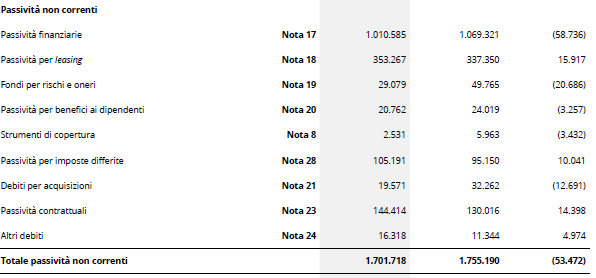 Passività non correnti
Passività finanziarie Nota 17 1.010.585 1.069.321 (58.736)
Passività per leasing Nota 18 353.267 337.350 15.917
Fondi per rischi e oneri Nota 19 29.079 49.765 (20.686)
Passività per benefici ai dipendenti Nota 20 20.762 24.019 (3.257)
Strumenti di copertura Nota 8 2.531 5.963 (3.432)
Passività per imposte differite Nota 28 105.191 95.150 10.041
Debiti per acquisizioni Nota 21 19.571 32.262 (12.691)
Passività contrattuali Nota 23 144.414 130.016 14.398
Altri debiti Nota 24 16.318 11.344 4.974
Totale passività non correnti 1.701.718 1.755.190 (53.472)